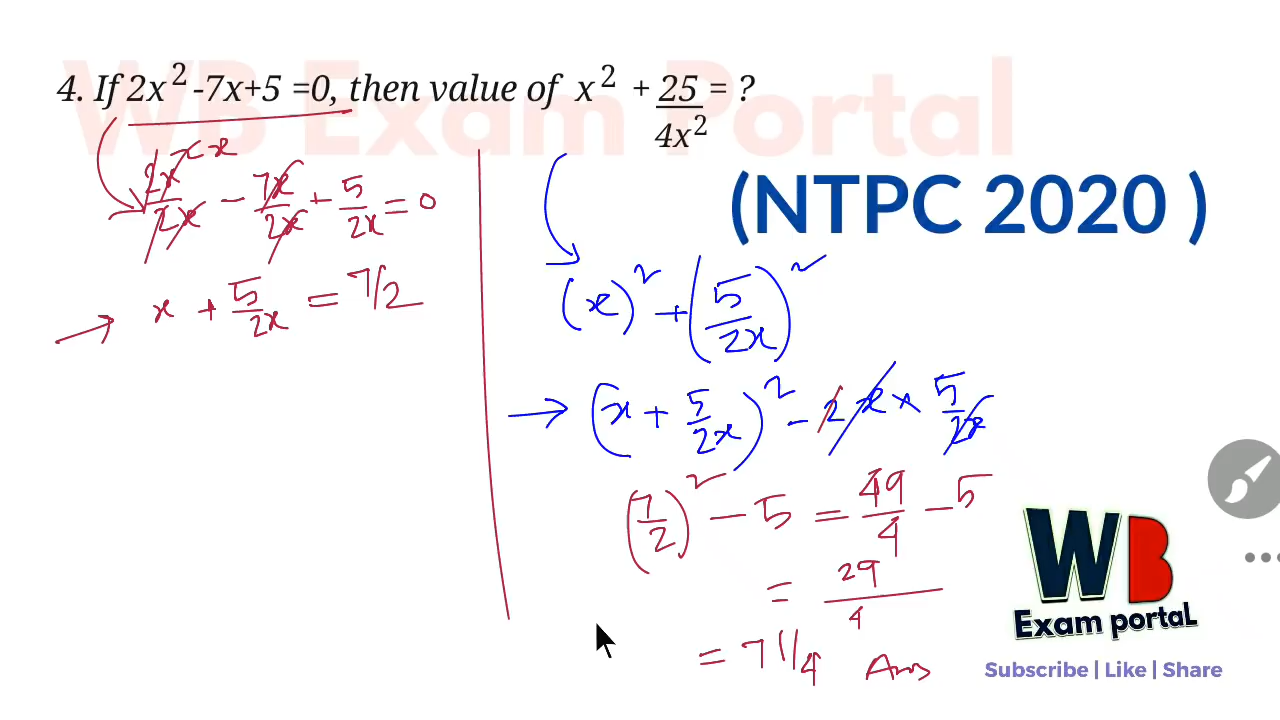 WB Exam Portal
4. If 2x² -7x+5 =0, then value of x² + 25/4x² = ?
(NTPC 2020 )
2x² x
2x²/2x - 7x/2x + 5/2x = 0
→ x + 5/2x = 7/2
(x)² + (5/2x)²
→ (x + 5/2x)² - 2 x × 5/2x
(7/2)² - 5 = 49/4 - 5
= 29/4
= 7 1/4 Ans
WB
Exam portaL
Subscribe | Like | Share